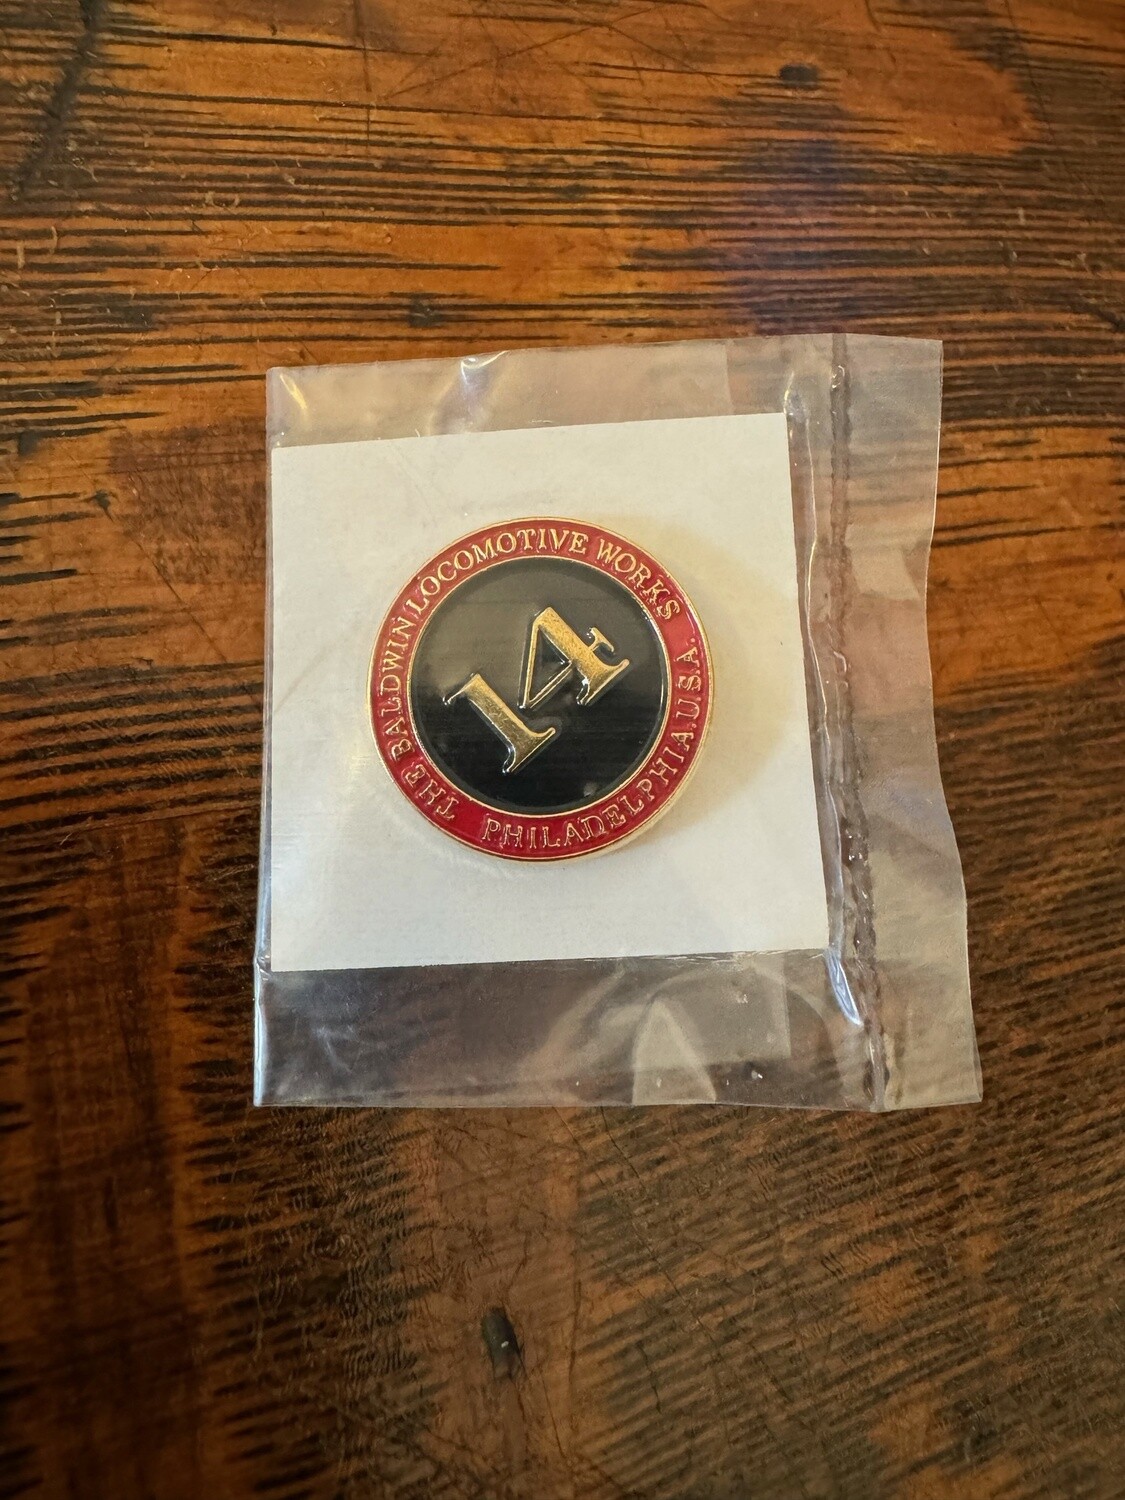 THE BALDWIN LOCOMOTIVE WORKS
14
PHILADELPHIA.U.S.A.